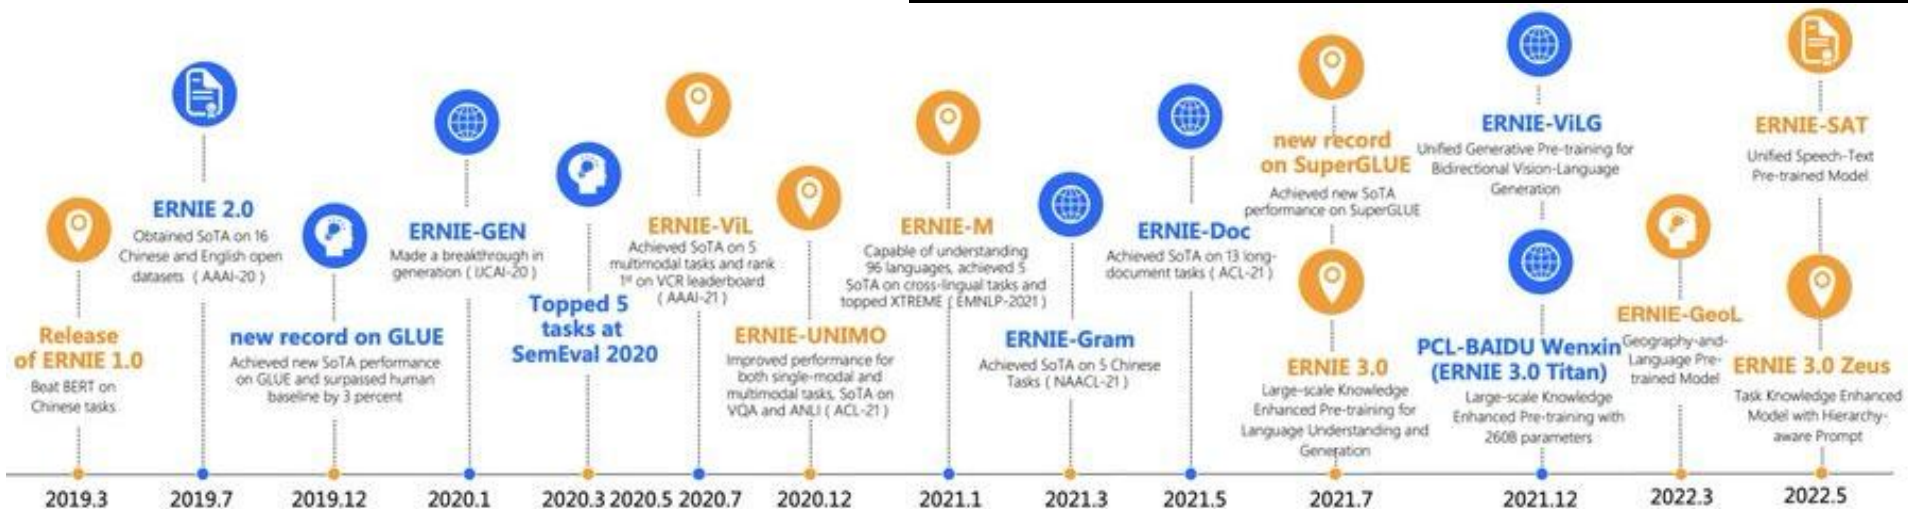 Release
of ERNIE 1.0
Beat BERT on
Chinese tasks
ERNIE 2.0
Obtained SoTA on 16
Chinese and English open
datasets ( AAAI-20 )
new record on GLUE
Achieved new SoTA performance
on GLUE and surpassed human
baseline by 3 percent
ERNIE-GEN
Made a breakthrough in
generation ( IJCAI-20 )
Topped 5
tasks at
SemEval 2020
ERNIE-ViL
Achieved SoTA on 5
multimodal tasks and rank
1st on VCR leaderboard
( AAAI-21 )
ERNIE-UNIMO
Improved performance for
both single-modal and
multimodal tasks, SoTA on
VQA and ANLI ( ACL-21 )
ERNIE-M
Capable of understanding
96 languages, achieved 5
SoTA on cross-lingual tasks and
topped XTREME ( EMNLP-2021 )
ERNIE-Gram
Achieved SoTA on 5 Chinese
Tasks ( NAACL-21 )
ERNIE-Doc
Achieved SoTA on 13 long-
document tasks ( ACL-21 )
new record
on SuperGLUE
Achieved new SoTA
performance on SuperGLUE
ERNIE 3.0
Large-scale Knowledge
Enhanced Pre-training for
Language Understanding and
Generation
ERNIE-ViLG
Unified Generative Pre-training for
Bidirectional Vision-Language
Generation
PCL-BAIDU Wenxin
(ERNIE 3.0 Titan)
Large-scale Knowledge
Enhanced Pre-training with
260B parameters
ERNIE-GeoL
Geography-and-
Language Pre-
trained Model
ERNIE-SAT
Unified Speech-Text
Pre-trained Model
ERNIE 3.0 Zeus
Task Knowledge Enhanced
Model with Hierarchy-
aware Prompt
2019.3 2019.7 2019.12 2020.1 2020.3 2020.5 2020.7 2020.12 2021.1 2021.3 2021.5 2021.7 2021.12 2022.3 2022.5